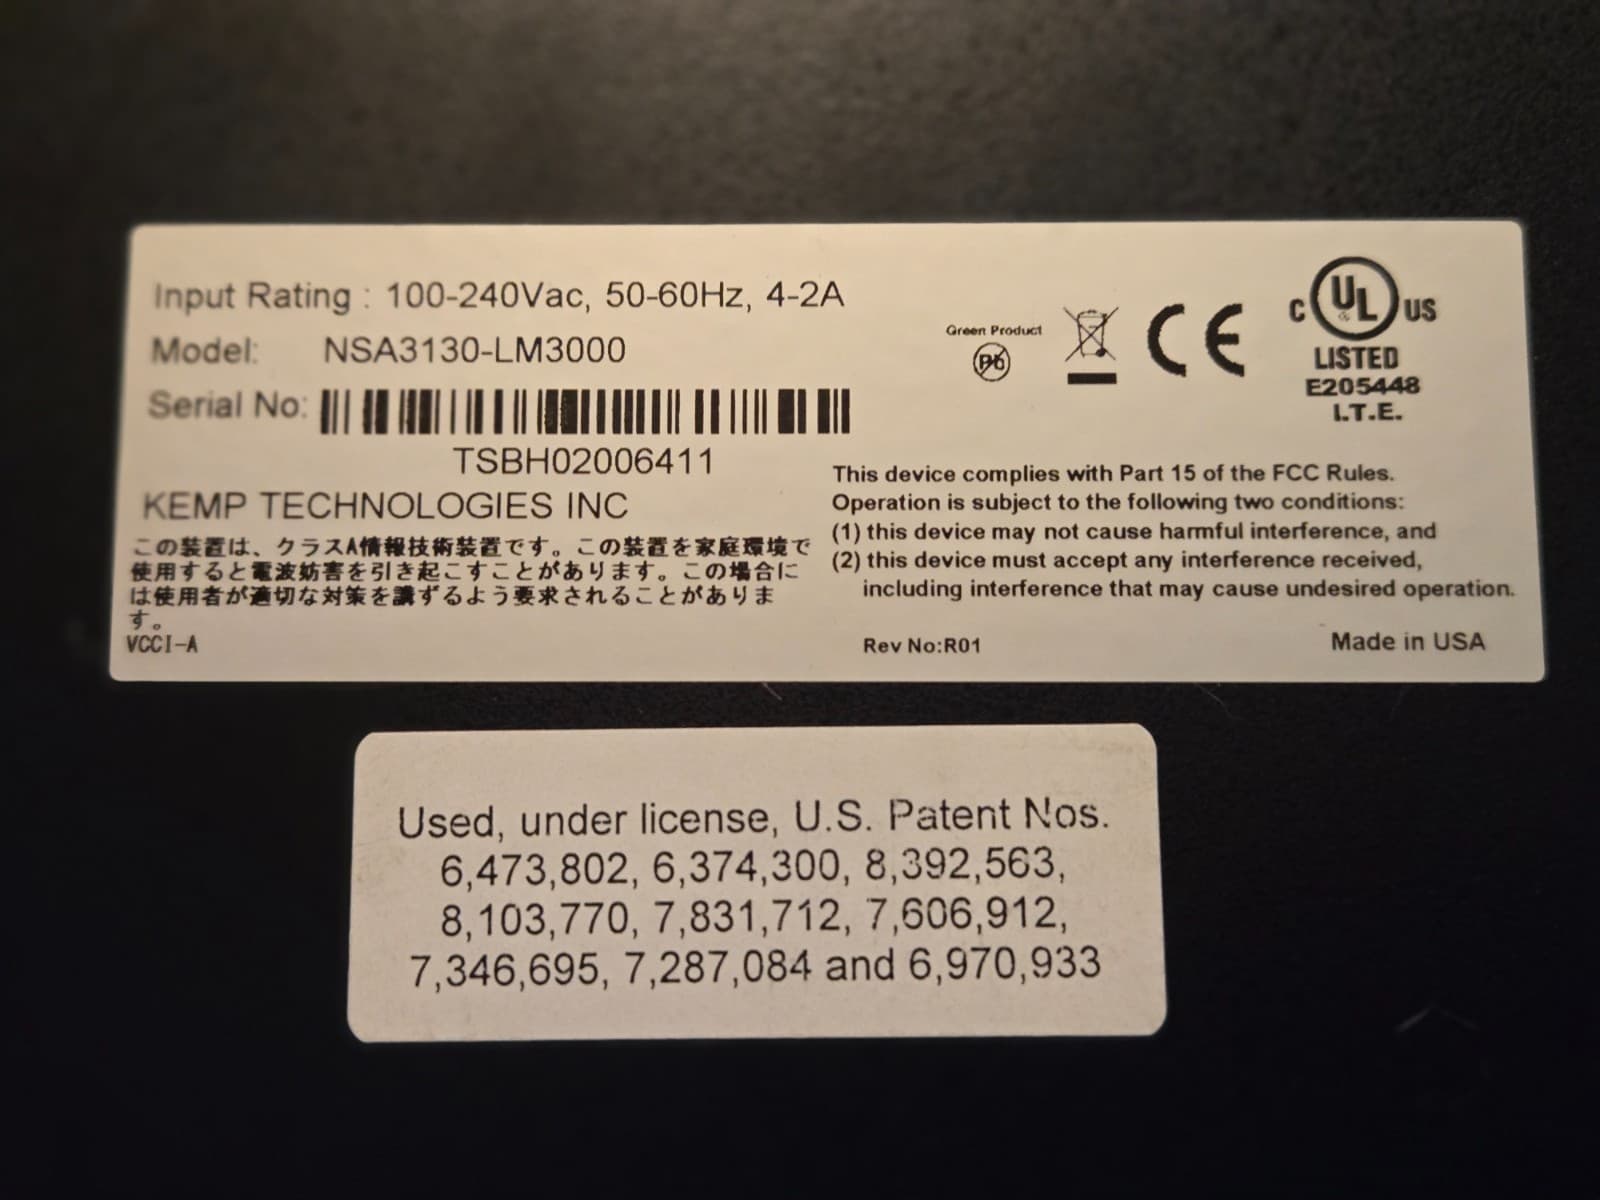 Input Rating : 100-240Vac, 50-60Hz, 4-2A
Model: NSA3130-LM3000
Serial No:
TSBH02006411
KEMP TECHNOLOGIES INC
この装置は、クラスA情報技術装置です。この装置を家庭環境で
使用すると電波妨害を引き起こすことがあります。この場合に
は使用者が適切な対策を講ずるよう要求されることがありま
す。
VCCI-A
Green Product
Pb
CE
C UL US
LISTED
E205448
I.T.E.
This device complies with Part 15 of the FCC Rules.
Operation is subject to the following two conditions:
(1) this device may not cause harmful interference, and
(2) this device must accept any interference received,
including interference that may cause undesired operation.
Rev No:R01
Made in USA
Used, under license, U.S. Patent Nos.
6,473,802, 6,374,300, 8,392,563,
8,103,770, 7,831,712, 7,606,912,
7,346,695, 7,287,084 and 6,970,933